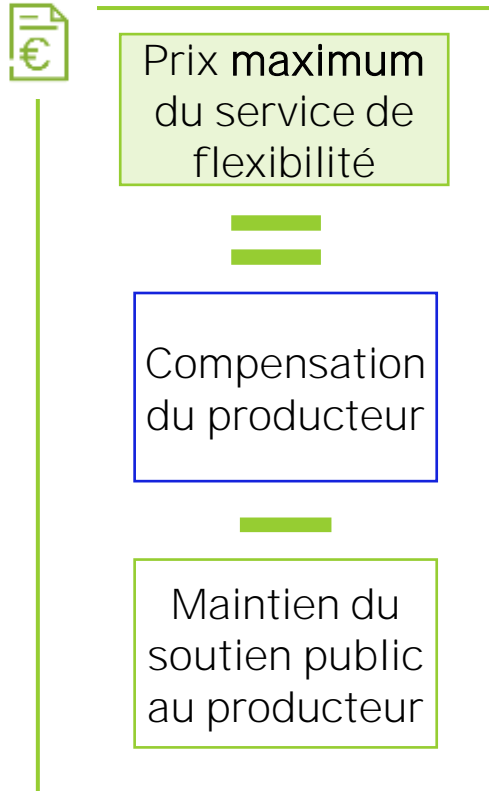 €
Prix maximum
du service de
flexibilité
=
Compensation
du producteur
—
Maintien du
soutien public
au producteur